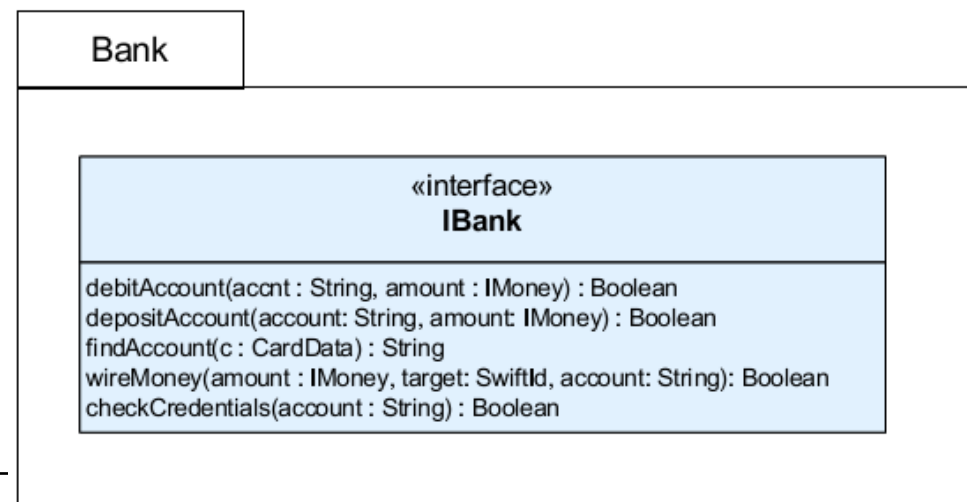 Bank
«interface»
IBank
debitAccount(accnt : String, amount : IMoney) : Boolean
depositAccount(account: String, amount: IMoney) : Boolean
findAccount(c : CardData) : String
wireMoney(amount : IMoney, target: SwiftId, account: String): Boolean
checkCredentials(account : String) : Boolean